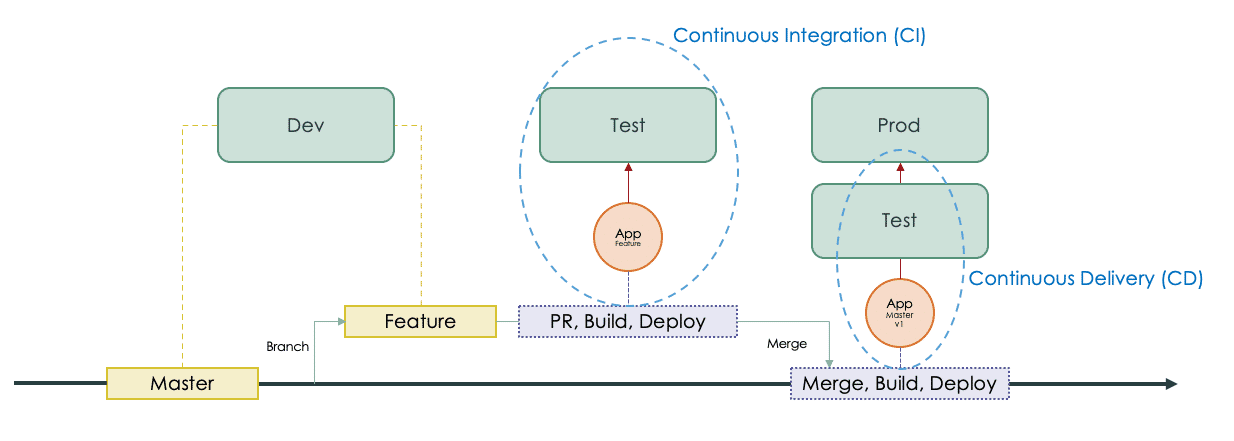 Continuous Integration (CI)
Dev
Test
Prod
Test
App
Feature
Continuous Delivery (CD)
App
Master
v1
Feature
PR, Build, Deploy
Branch
Merge
Master
Merge, Build, Deploy